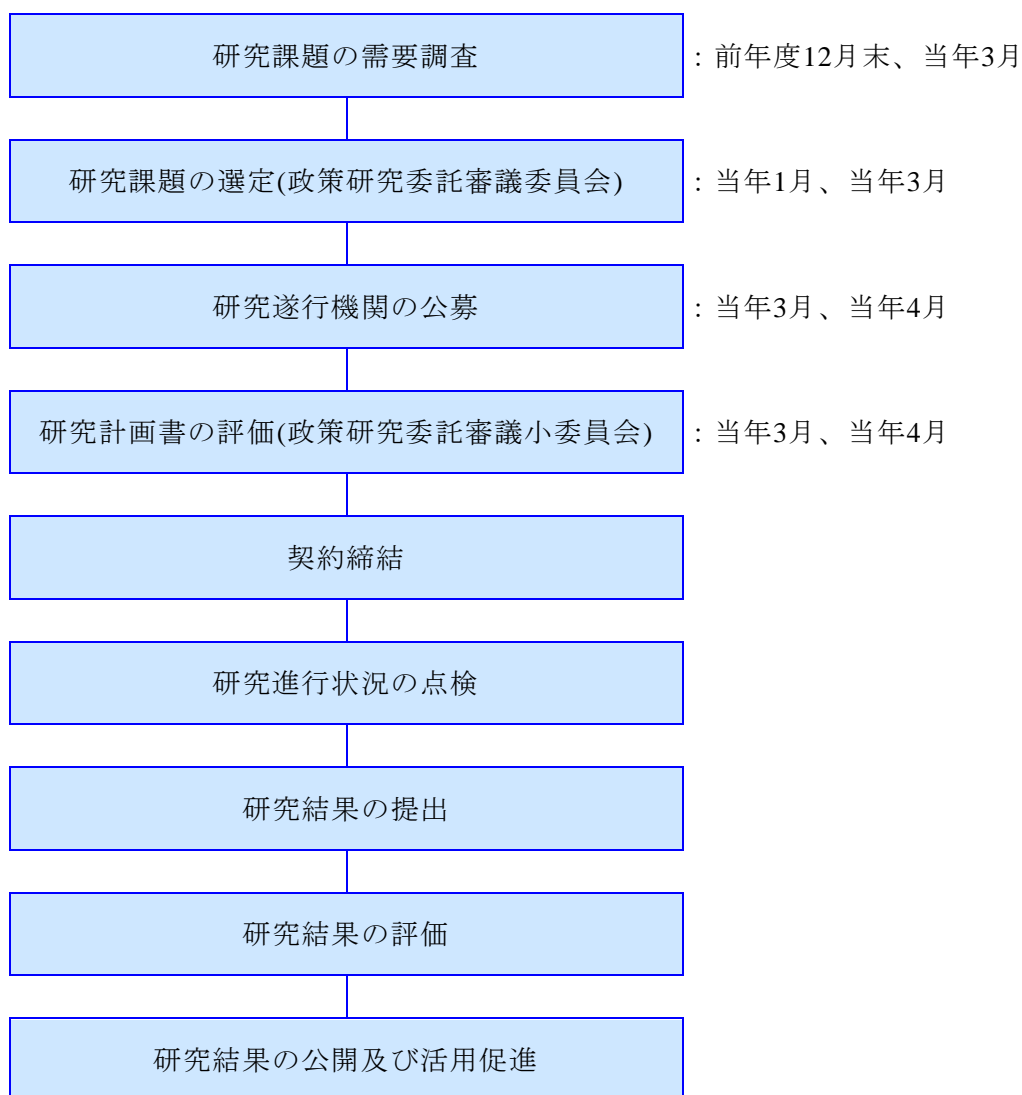 研究課題の需要調査 : 前年度12月末、当年3月
研究課題の選定(政策研究委託審議委員会) : 当年1月、当年3月
研究遂行機関の公募 : 当年3月、当年4月
研究計画書の評価(政策研究委託審議小委員会) : 当年3月、当年4月
契約締結
研究進行状況の点検
研究結果の提出
研究結果の評価
研究結果の公開及び活用促進